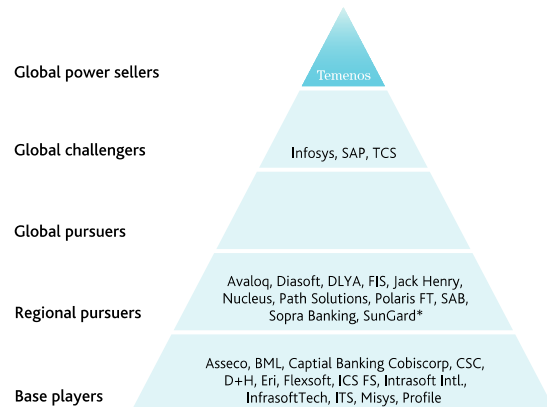 Global power sellers
Temenos
Global challengers
Infosys, SAP, TCS
Global pursuers
Regional pursuers
Avaloq, Diasoft, DLYA, FIS, Jack Henry,
Nucleus, Path Solutions, Polaris FT, SAB,
Sopra Banking, SunGard*
Base players
Asseco, BML, Captial Banking Cobiscorp, CSC,
D+H, Eri, Flexsoft, ICS FS, Intrasoft Intl.,
InfrasoftTech, ITS, Misys, Profile